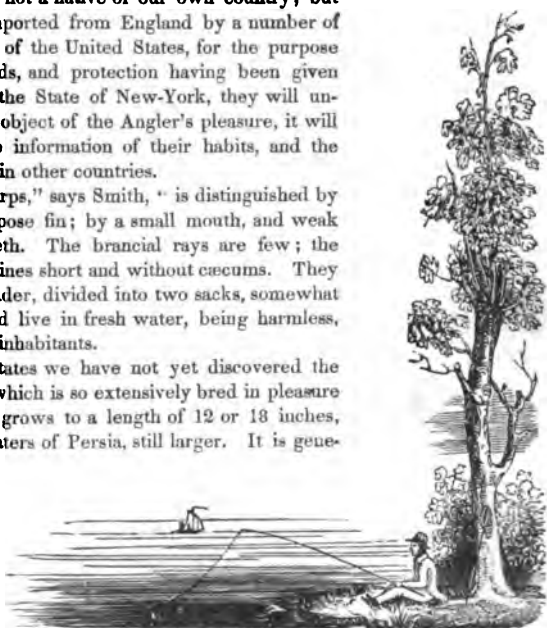 not a native of our own country; but
ported from England by a number of
of the United States, for the purpose
ds, and protection having been given
the State of New-York, they will un-
object of the Angler's pleasure, it will
information of their habits, and the
in other countries.
rps," says Smith, " is distinguished by
pose fin; by a small mouth, and weak
eth. The brancial rays are few; the
ines short and without cæcums. They
der, divided into two sacks, somewhat
d live in fresh water, being harmless,
inhabitants.
tates we have not yet discovered the
which is so extensively bred in pleasure
grows to a length of 12 or 18 inches,
ters of Persia, still larger. It is gene-